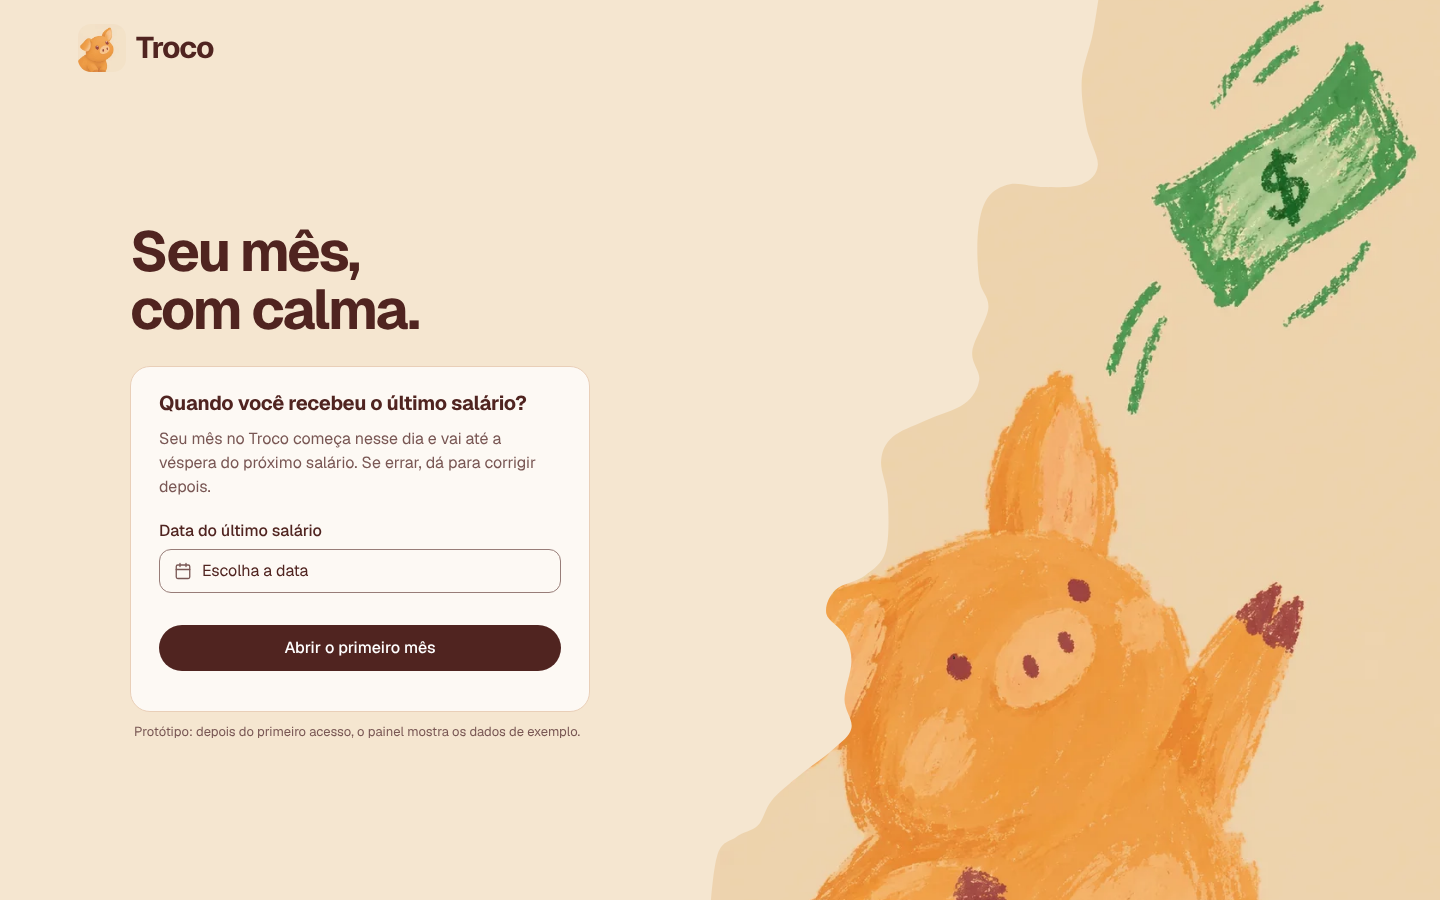 Troco
Seu mês,
com calma.
Quando você recebeu o último salário?
Seu mês no Troco começa nesse dia e vai até a
véspera do próximo salário. Se errar, dá para corrigir
depois.
Data do último salário
Escolha a data
Abrir o primeiro mês
Protótipo: depois do primeiro acesso, o painel mostra os dados de exemplo.
$